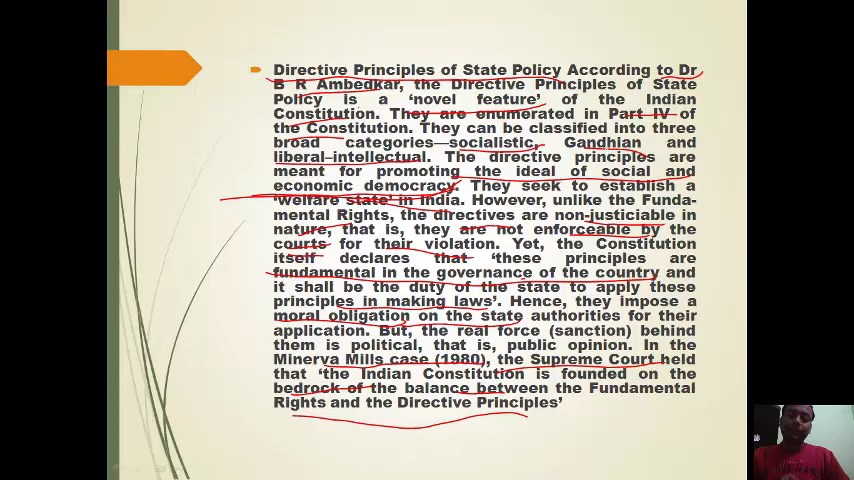 Directive Principles of State Policy According to Dr
B R Ambedkar, the Directive Principles of State
Policy is a ‘novel feature’ of the Indian
Constitution. They are enumerated in Part IV of
the Constitution. They can be classified into three
broad categories—socialistic, Gandhian and
liberal–intellectual. The directive principles are
meant for promoting the ideal of social and
economic democracy. They seek to establish a
‘welfare state’ in India. However, unlike the Funda-
mental Rights, the directives are non-justiciable in
nature, that is, they are not enforceable by the
courts for their violation. Yet, the Constitution
itself declares that ‘these principles are
fundamental in the governance of the country and
it shall be the duty of the state to apply these
principles in making laws’. Hence, they impose a
moral obligation on the state authorities for their
application. But, the real force (sanction) behind
them is political, that is, public opinion. In the
Minerva Mills case (1980), the Supreme Court held
that ‘the Indian Constitution is founded on the
bedrock of the balance between the Fundamental
Rights and the Directive Principles’